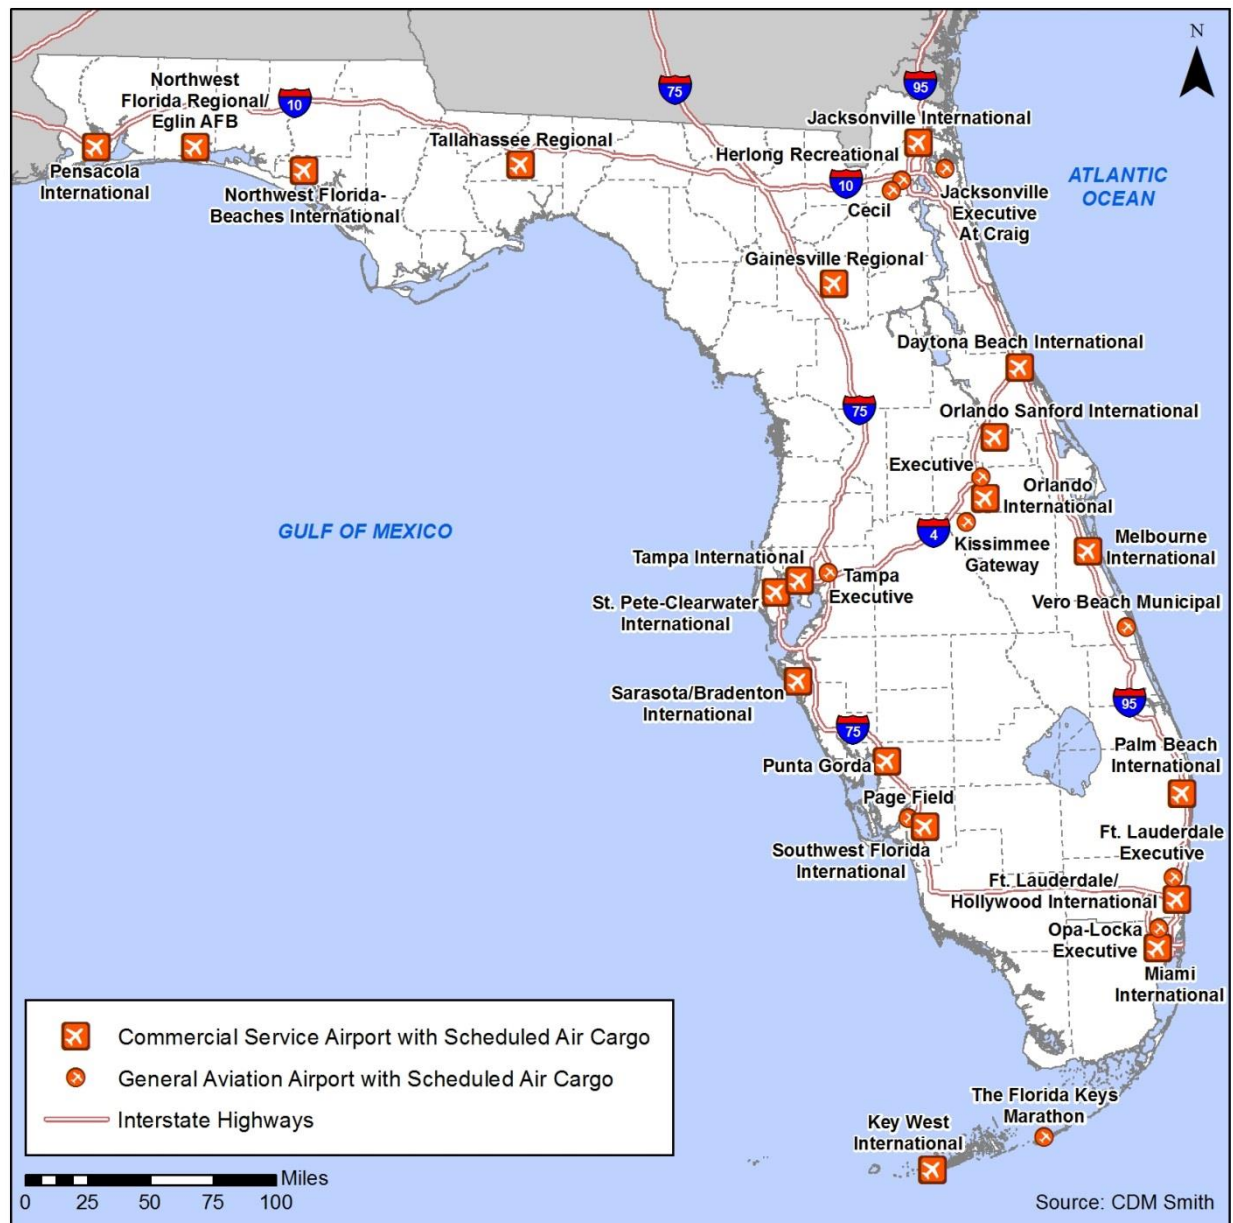 N
Northwest
Florida Regional/
Eglin AFB
10
75
95
Jacksonville International
Pensacola
International
Tallahassee Regional
Herlong Recreational
Northwest Florida-
Beaches International
10
Cecil
Jacksonville
Executive
At Craig
ATLANTIC
OCEAN
Gainesville Regional
Daytona Beach International
75
Orlando Sanford International
Executive
Orlando
International
GULF OF MEXICO
4
Kissimmee
Gateway
Melbourne
International
Tampa International
Tampa
Executive
St. Pete-Clearwater
International
Vero Beach Municipal
Sarasota/Bradenton
International
95
75
Punta Gorda
Palm Beach
International
Page Field
Southwest Florida
International
Ft. Lauderdale
Executive
Ft. Lauderdale/
Hollywood International
Opa-Locka
Executive
Miami
International
Commercial Service Airport with Scheduled Air Cargo
General Aviation Airport with Scheduled Air Cargo
Interstate Highways
The Florida Keys
Marathon
Key West
International
Miles
0 25 50 75 100
Source: CDM Smith